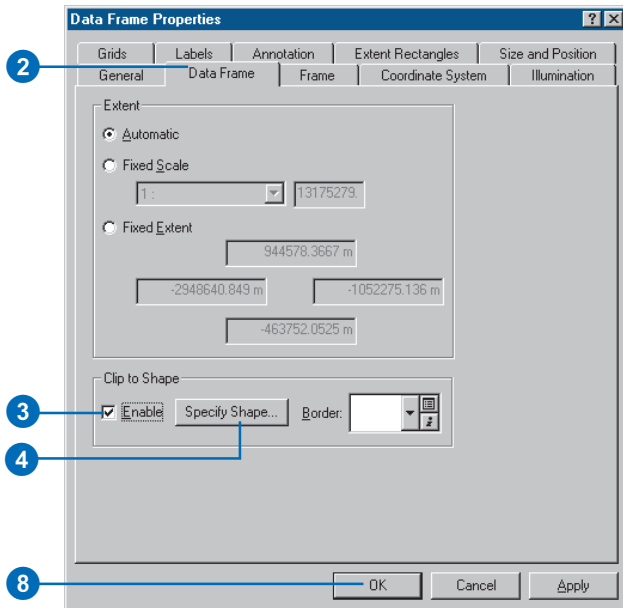 Data Frame Properties
Grids Labels Annotation Extent Rectangles Size and Position
2
General Data Frame Frame Coordinate System Illumination
Extent
Automatic
Fixed Scale
1 : 13175279.
Fixed Extent
944578.3667 m
-2948640.849 m -1052275.136 m
-463752.0525 m
Clip to Shape
3 Enable Specify Shape... Border:
4
8 OK Cancel Apply